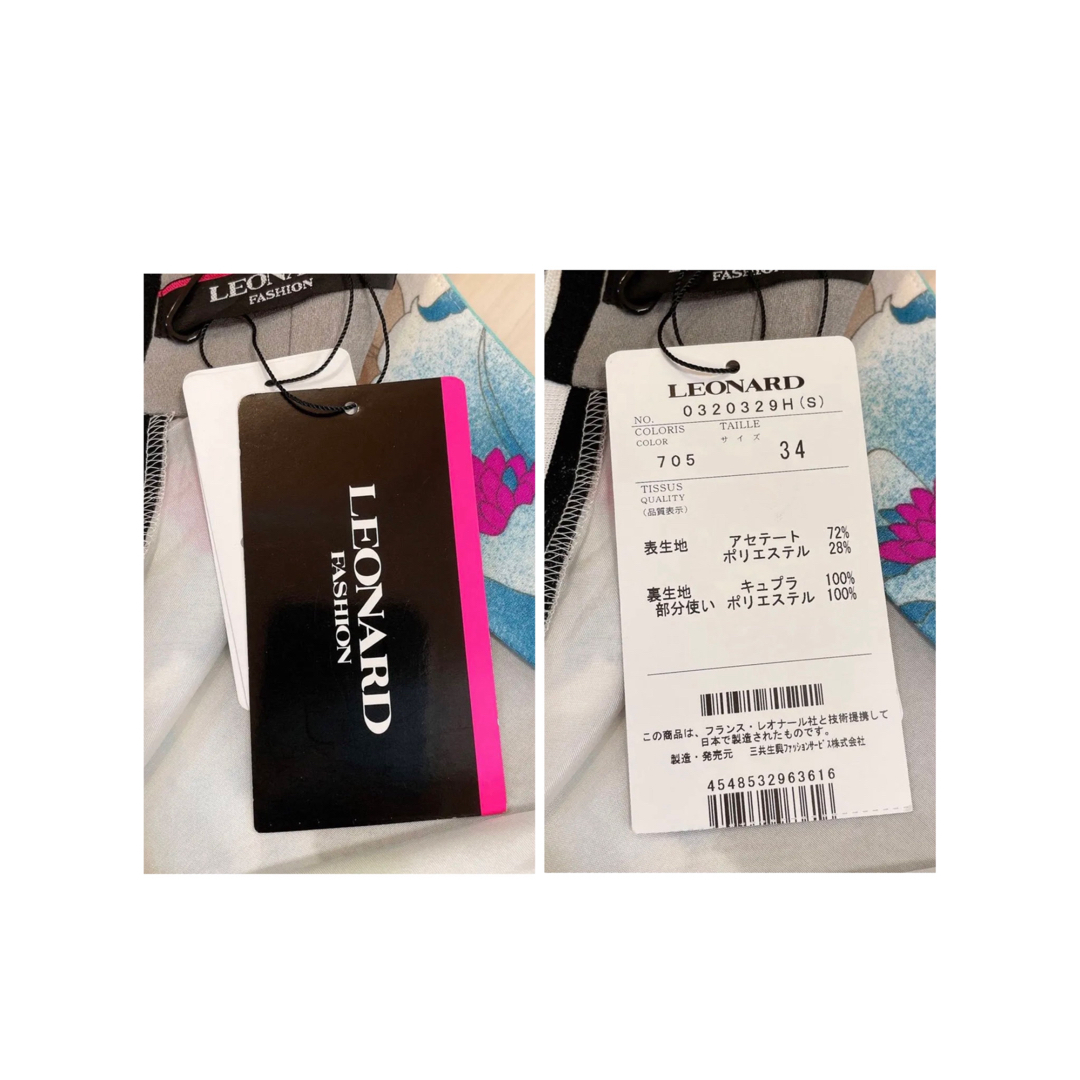 LEONA
FASHION
LEONARD
FASHION
FASHIO
LEONARD
NO. 0320329H(S)
COLORIS TAILLE
COLOR サイズ
705 34
TISSUS
QUALITY
(品質表示)
表生地 アセテート 72%
ポリエステル 28%
裏生地 キュプラ 100%
部分使い ポリエステル 100%
この商品は、フランス・レオナール社と技術提携して
日本で製造されたものです。
製造・発売元 三共生興ﾌｧｯｼｮﾝｻｰﾋﾞｽ株式会社
4548532963616